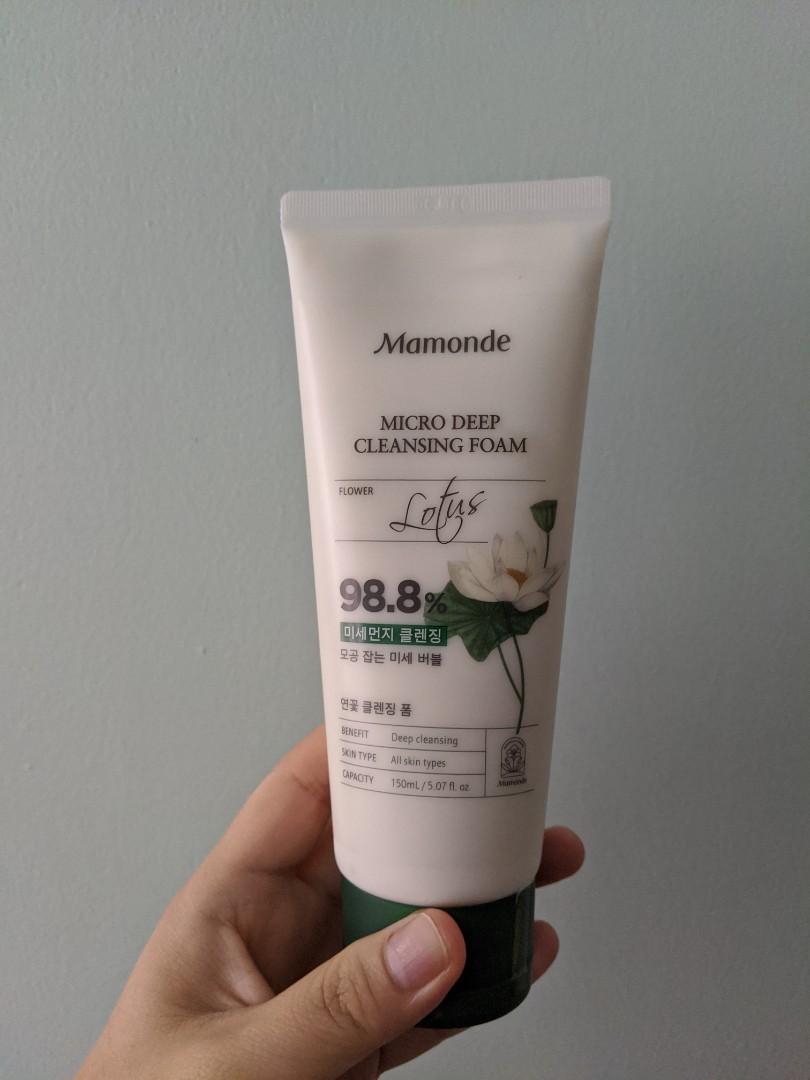 Mamonde
MICRO DEEP
CLEANSING FOAM
FLOWER
Lotus
98.8%
미세먼지 클렌징
모공 잡는 미세 버블
연꽃 클렌징 폼
BENEFIT Deep cleansing
SKIN TYPE All skin types
CAPACITY 150mL / 5.07 fl. oz.
Mamonde